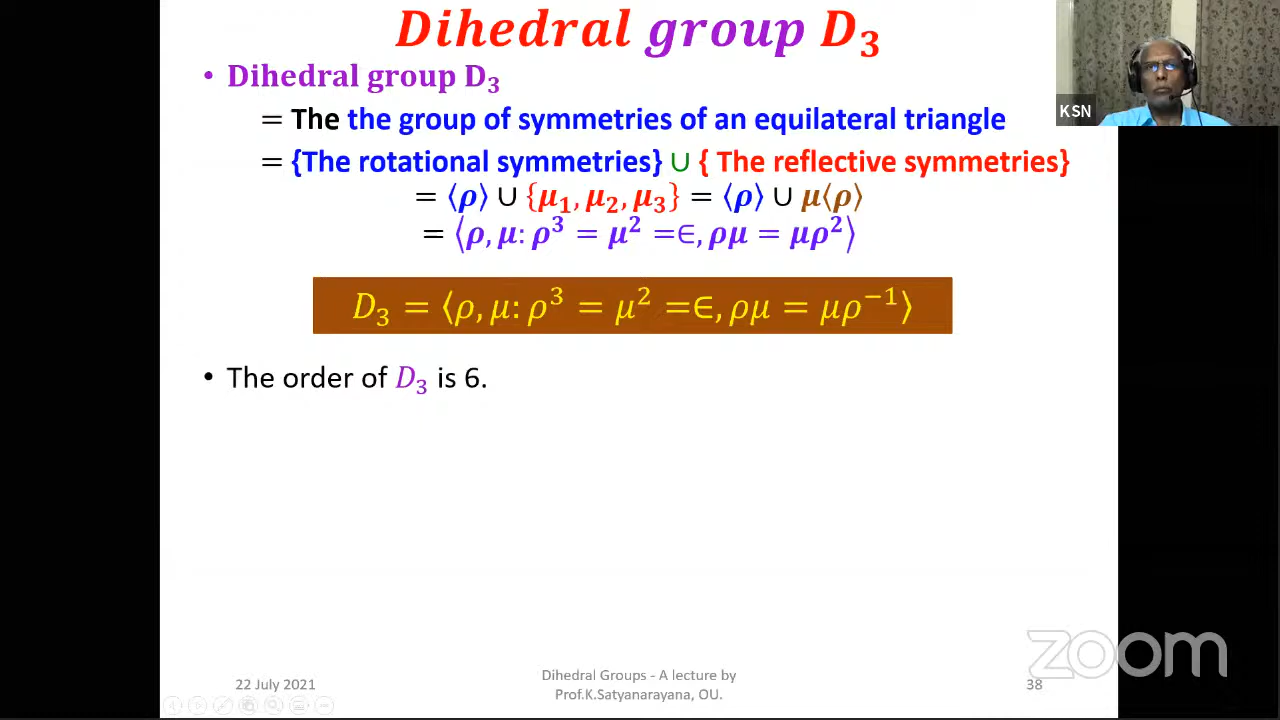 Dihedral group D₃
• Dihedral group D₃
= The the group of symmetries of an equilateral triangle
= {The rotational symmetries} ∪ { The reflective symmetries}
= ⟨ρ⟩ ∪ {μ₁, μ₂, μ₃} = ⟨ρ⟩ ∪ μ⟨ρ⟩
= ⟨ρ, μ: ρ³ = μ² =∈, ρμ = μρ²⟩
D₃ = ⟨ρ, μ: ρ³ = μ² =∈, ρμ = μρ⁻¹⟩
• The order of D₃ is 6.
KSN
zoom
22 July 2021
Dihedral Groups - A lecture by
Prof.K.Satyanarayana, OU.
38